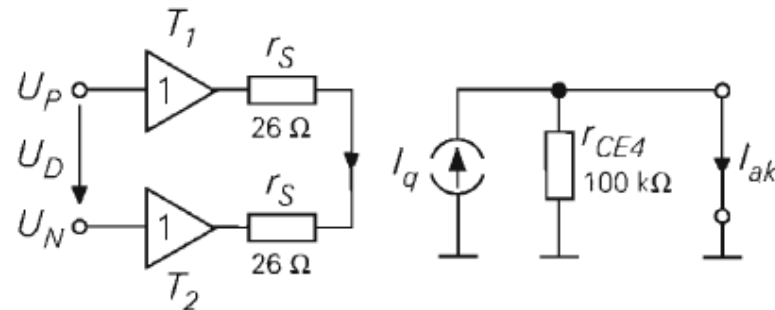 T1
rS
UP
1
26 Ω
UD
rS
UN
1
26 Ω
T2
Iq
rCE4
100 kΩ
Iak